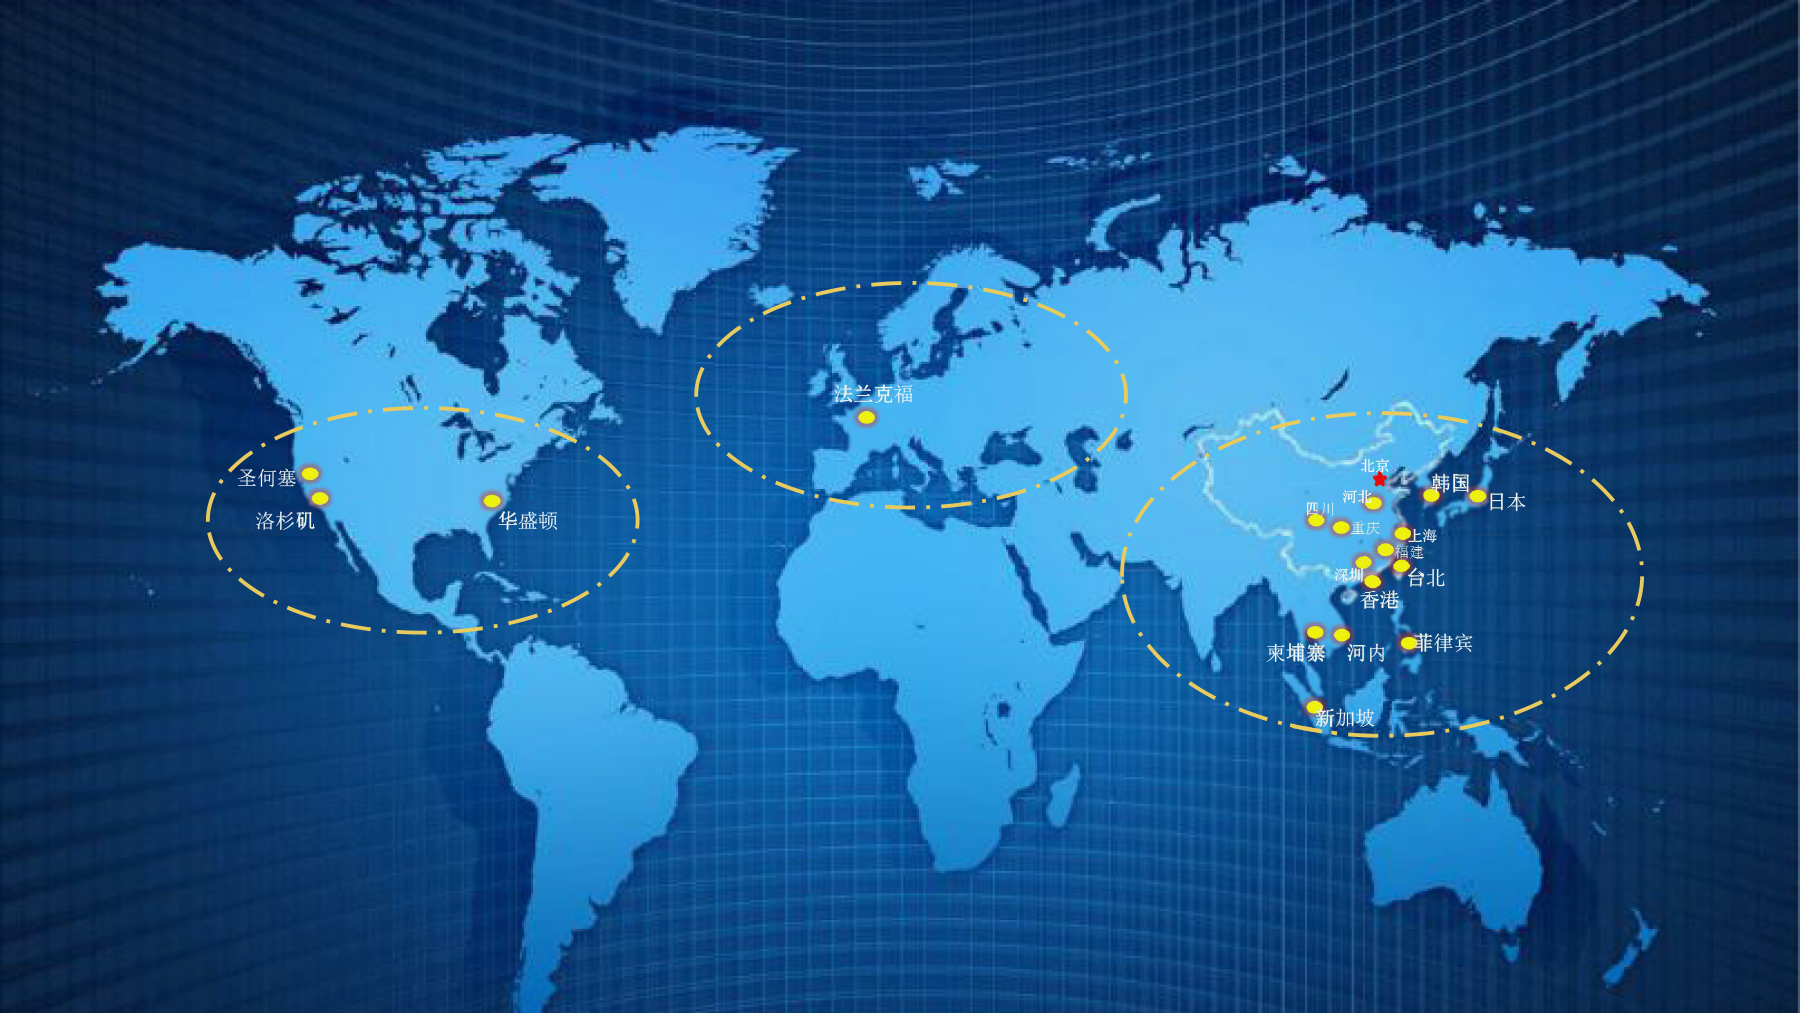 法兰克福
圣何塞
洛杉矶
华盛顿
北京
韩国
河北
日本
四川
重庆
上海
福建
深圳
台北
香港
菲律宾
柬埔寨
河内
新加坡